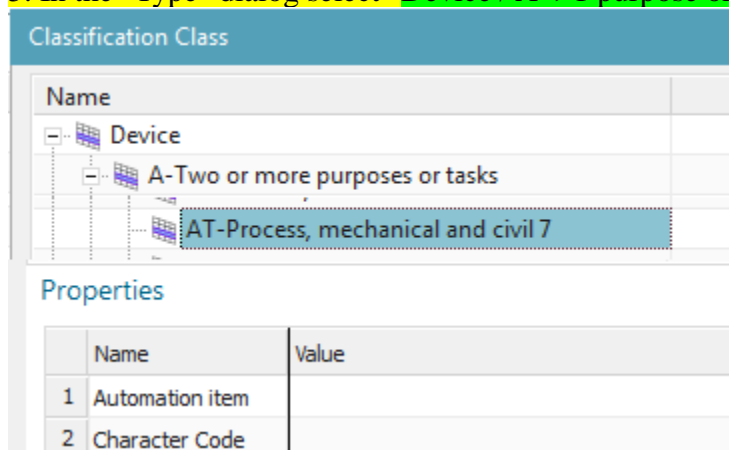 Classification Class
Name
Device
A-Two or more purposes or tasks
AT-Process, mechanical and civil 7
Properties
Name Value
1 Automation item
2 Character Code